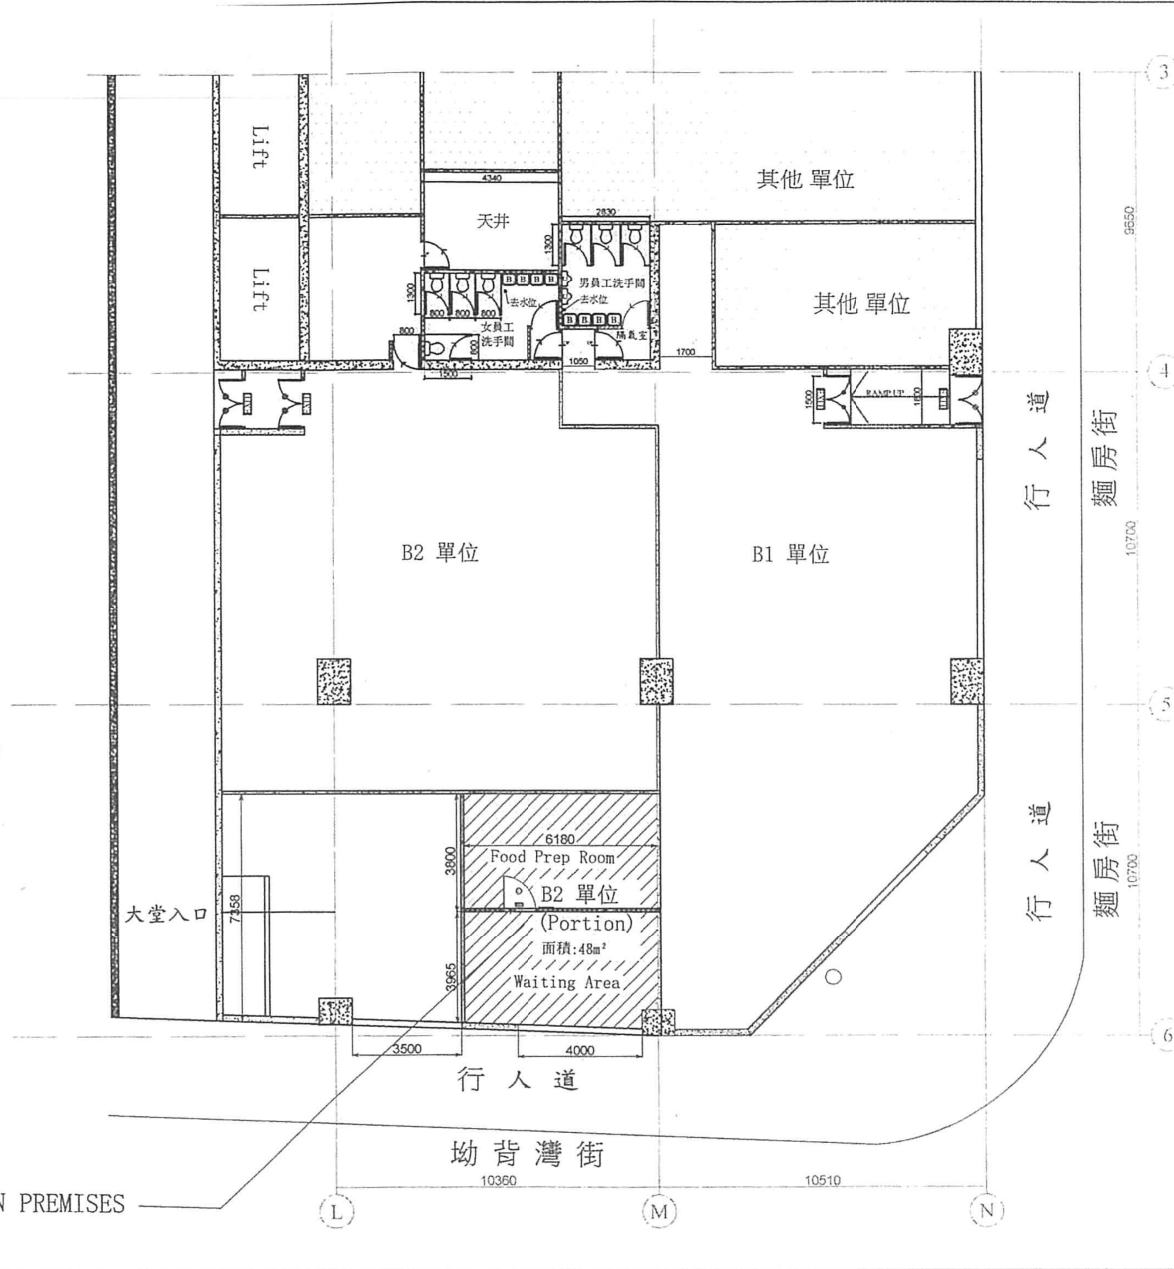 3
Lift
4340
天井
其他 單位
2830
1300
9650
Lift
1300
B B B B
男員工洗手間
去水位
去水位
其他 單位
800 800 800
女員工
洗手間
B B B B
隔氣室
800
800
1500
1050
1700
4
1500
RAMP UP
1600
行人道
麵房街
B2 單位
B1 單位
10700
5
3800
6180
Food Prep Room
B2 單位
行人道
麵房街
10700
大堂入口
7358
(Portion)
面積:48m²
3965
Waiting Area
6
3500
4000
行 人 道
坳 背 灣 街
10360
10510
N PREMISES
L
M
N